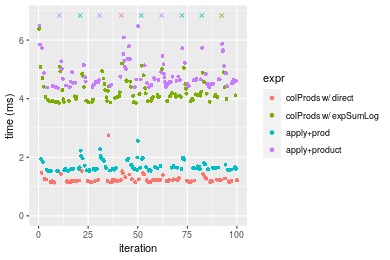 time (ms)
6
4
2
0
0
25
50
75
100
iteration
expr
colProds w/ direct
colProds w/ expSumLog
apply+prod
apply+product